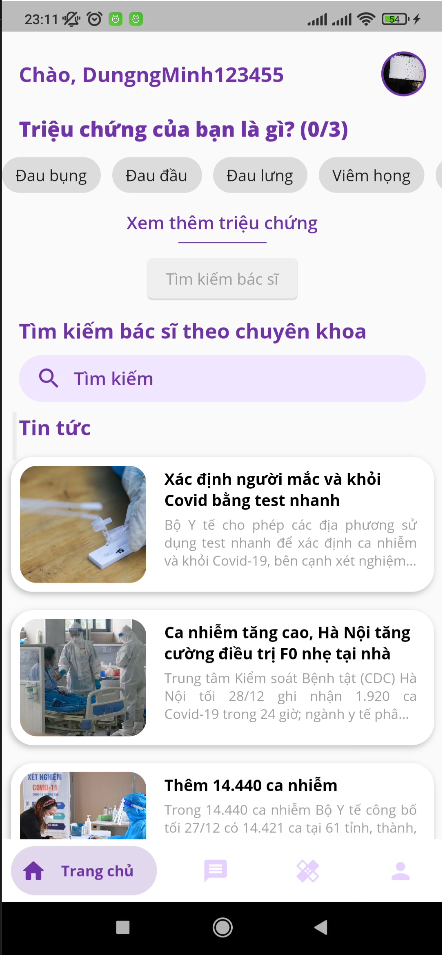 23:11
54
Chào, DungngMinh123455
Triệu chứng của bạn là gì? (0/3)
Đau bụng
Đau đầu
Đau lưng
Viêm họng
Xem thêm triệu chứng
Tìm kiếm bác sĩ
Tìm kiếm bác sĩ theo chuyên khoa
Tìm kiếm
Tin tức
Xác định người mắc và khỏi
Covid bằng test nhanh
Bộ Y tế cho phép các địa phương sử
dụng test nhanh để xác định ca nhiễm
và khỏi Covid-19, bên cạnh xét nghiệm...
Ca nhiễm tăng cao, Hà Nội tăng
cường điều trị F0 nhẹ tại nhà
Trung tâm Kiểm soát Bệnh tật (CDC) Hà
Nội tối 28/12 ghi nhận 1.920 ca
Covid-19 trong 24 giờ; ngành y tế phâ...
XÉT NGHIỆM
COVID-19
Thêm 14.440 ca nhiễm
Trong 14.440 ca nhiễm Bộ Y tế công bố
tối 27/12 có 14.421 ca tại 61 tỉnh, thành,
Trang chủ